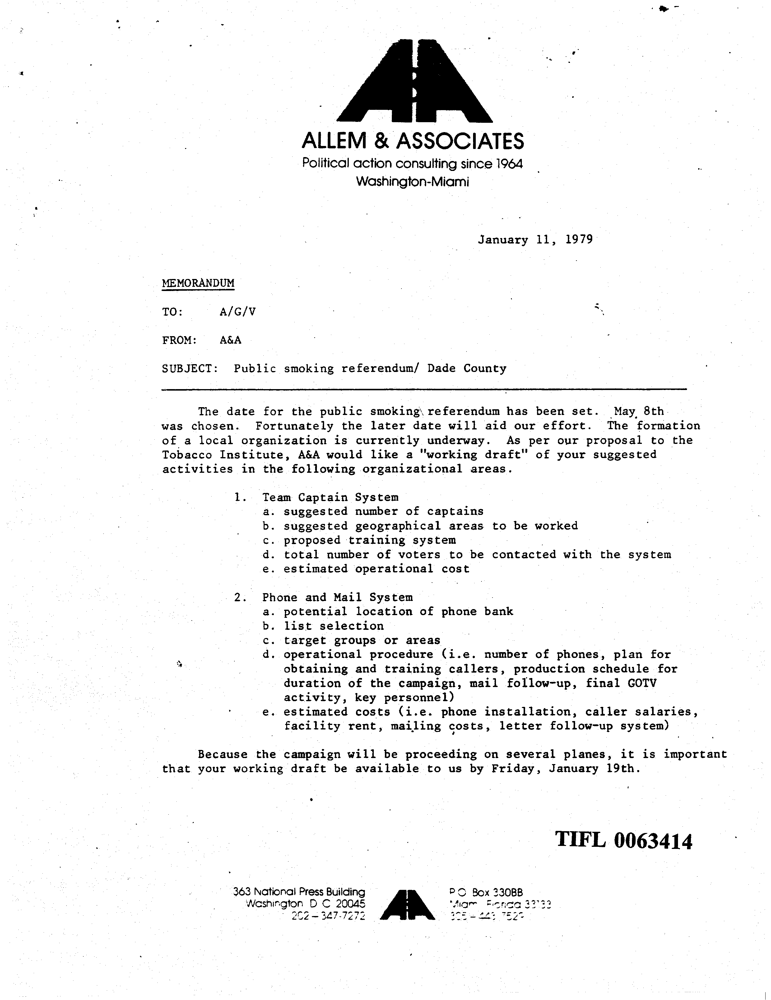 ALLEM & ASSOCIATES
Political action consulting since 1964
Washington-Miami
January 11, 1979
MEMORANDUM
TO: A/G/V
FROM: A&A
SUBJECT: Public smoking referendum/ Dade County
The date for the public smoking referendum has been set. May 8th
was chosen. Fortunately the later date will aid our effort. The formation
of a local organization is currently underway. As per our proposal to the
Tobacco Institute, A&A would like a "working draft" of your suggested
activities in the following organizational areas.
1. Team Captain System
a. suggested number of captains
b. suggested geographical areas to be worked
c. proposed training system
d. total number of voters to be contacted with the system
e. estimated operational cost
2. Phone and Mail System
a. potential location of phone bank
b. list selection
c. target groups or areas
d. operational procedure (i.e. number of phones, plan for
obtaining and training callers, production schedule for
duration of the campaign, mail follow-up, final GOTV
activity, key personnel)
e. estimated costs (i.e. phone installation, caller salaries,
facility rent, mailing costs, letter follow-up system)
Because the campaign will be proceeding on several planes, it is important
that your working draft be available to us by Friday, January 19th.
TIFL 0063414
363 National Press Building
Washington D C 20045
202-347-7272
P O Box 330BB